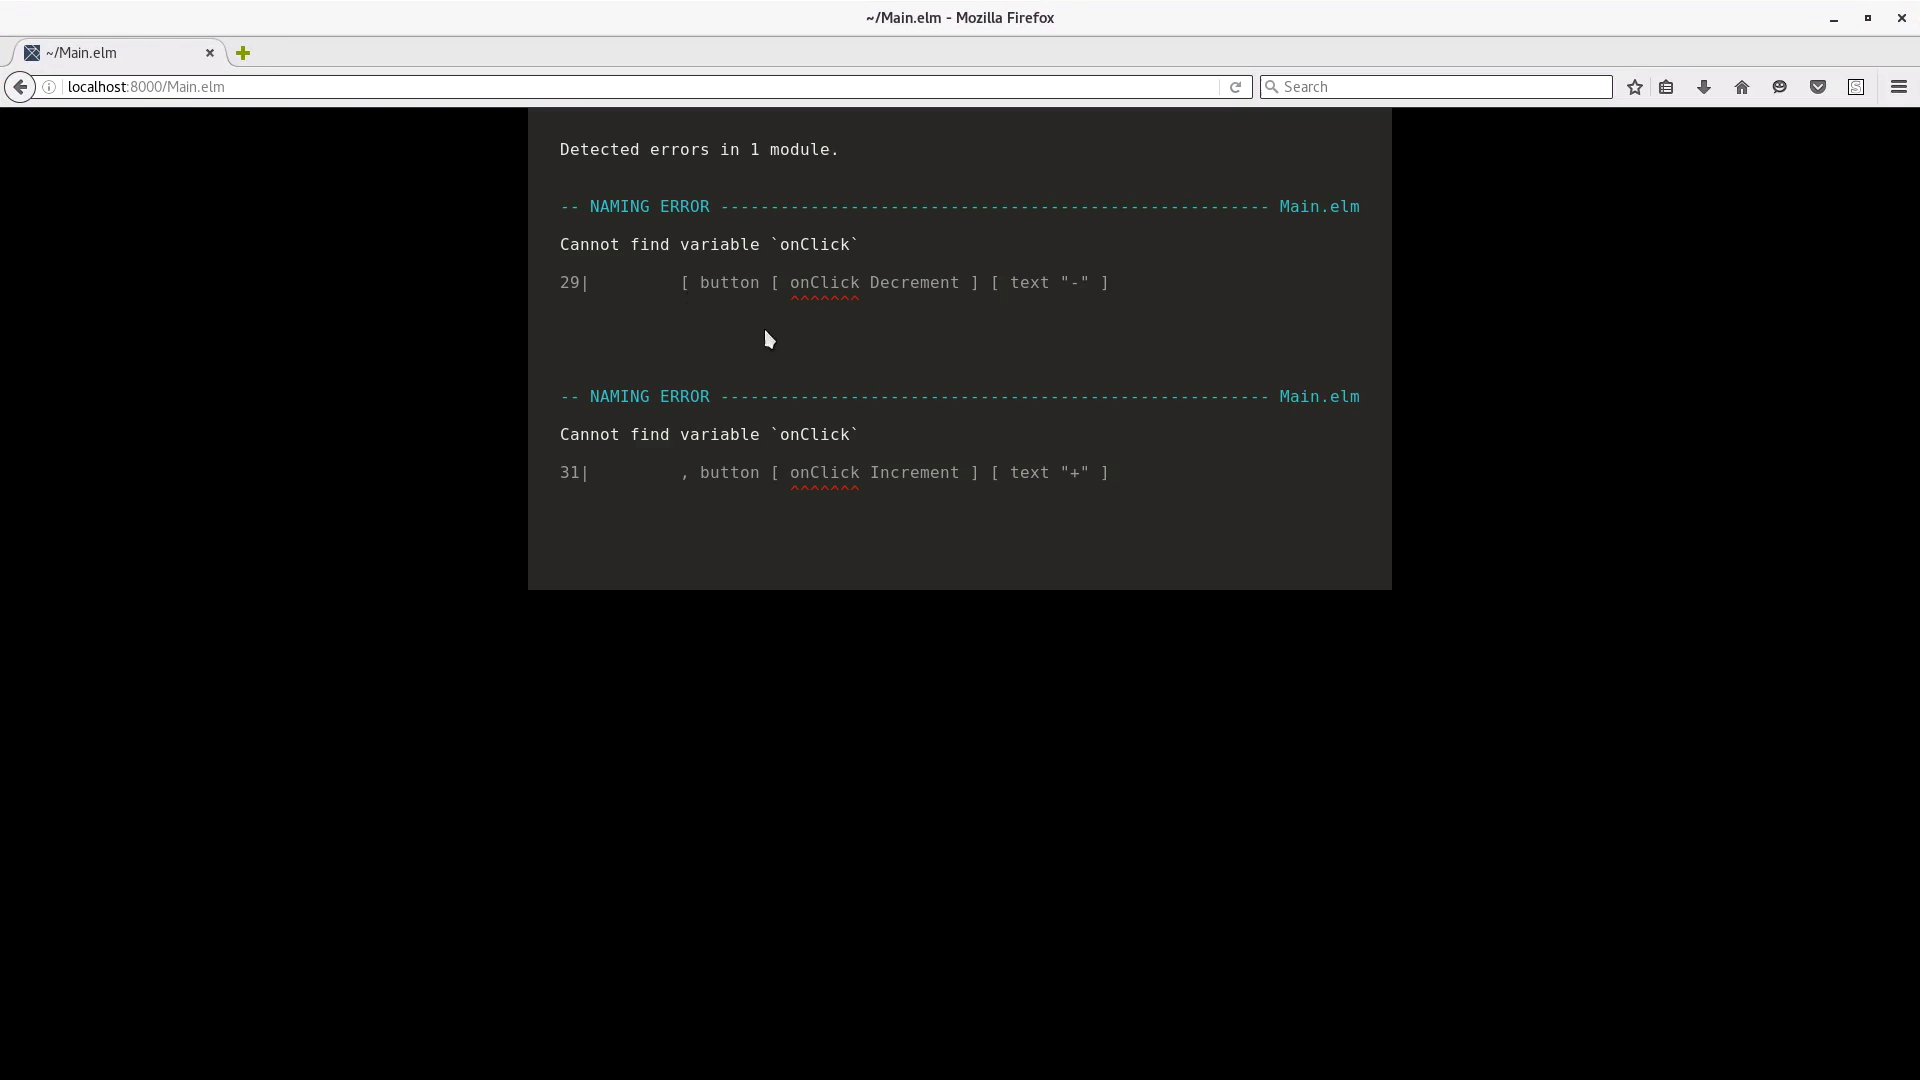 ~/Main.elm - Mozilla Firefox
~/Main.elm
localhost:8000/Main.elm
Search
Detected errors in 1 module.
-- NAMING ERROR ------------------------------------------------------- Main.elm
Cannot find variable `onClick`
29|         [ button [ onClick Decrement ] [ text "-" ]
^^^^^^^
-- NAMING ERROR ------------------------------------------------------- Main.elm
Cannot find variable `onClick`
31|         , button [ onClick Increment ] [ text "+" ]
^^^^^^^